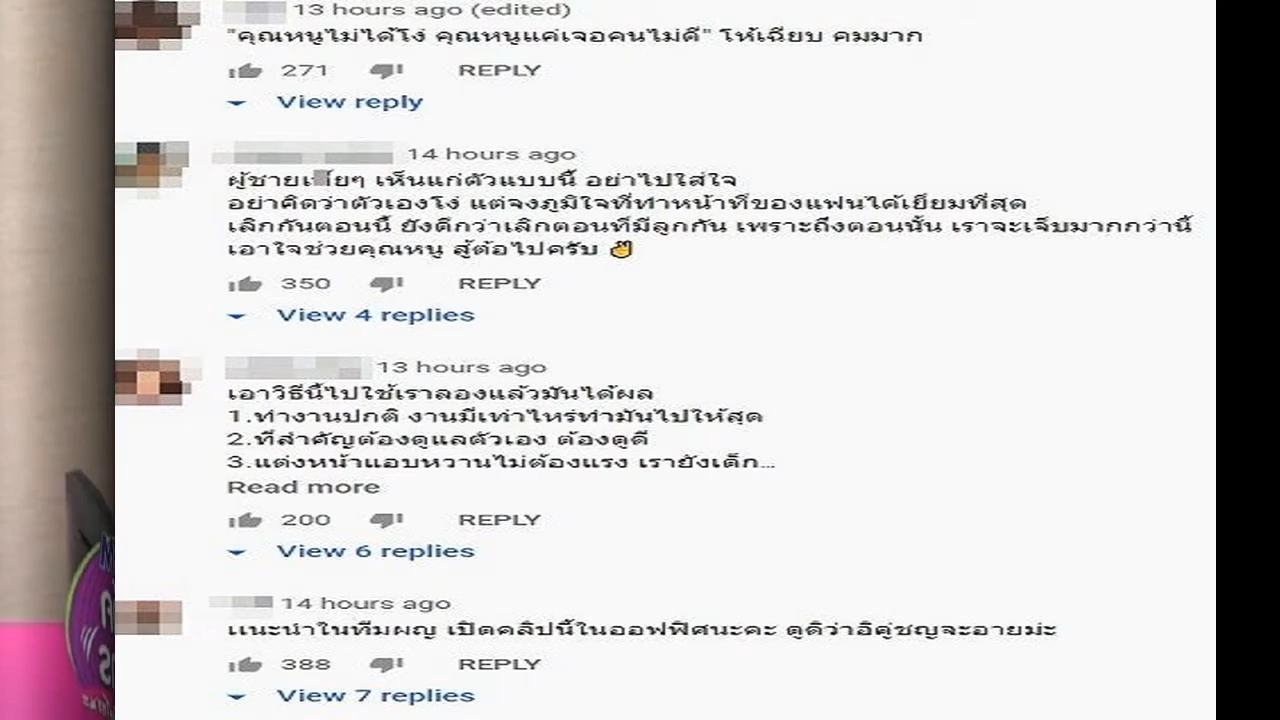 13 hours ago (edited)
"คุณหนูไม่ได้โง่ คุณหนูแค่เจอคนไม่ดี" โห้เฉียบ คมมาก
271 REPLY
View reply
14 hours ago
ผู้ชายเ ยๆ เห็นแก่ตัวแบบนี้ อย่าไปใส่ใจ
อย่าคิดว่าตัวเองโง่ แต่จงภูมิใจที่ทำหน้าที่ของแฟนได้เยี่ยมที่สุด
เลิกกันตอนนี้ ยังดีกว่าเลิกตอนที่มีลูกกัน เพราะถึงตอนนั้น เราจะเจ็บมากกว่านี้
เอาใจช่วยคุณหนู สู้ต่อไปครับ ✌
350 REPLY
View 4 replies
13 hours ago
เอาวิธีนี้ไปใช้เราลองแล้วมันได้ผล
1.ทำงานปกติ งานมีเท่าไหร่ทำมันไปให้สุด
2.ที่สำคัญต้องดูแลตัวเอง ต้องดูดี
3.แต่งหน้าแอบหวานไม่ต้องแรง เรายังเด็ก...
Read more
200 REPLY
View 6 replies
14 hours ago
แนะนำในทีมผญ เปิดคลิปนี้ในออฟฟิศนะคะ ดูดิว่าอิคู่ชญจะอายมะ
388 REPLY
View 7 replies